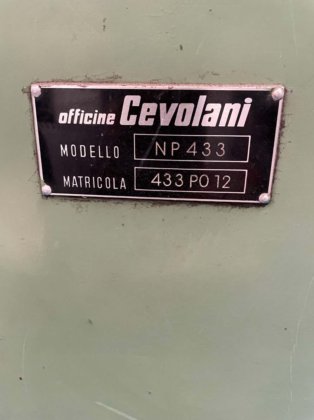 officine Cevolani
MODELLO NP 433
MATRICOLA 433 PO 12